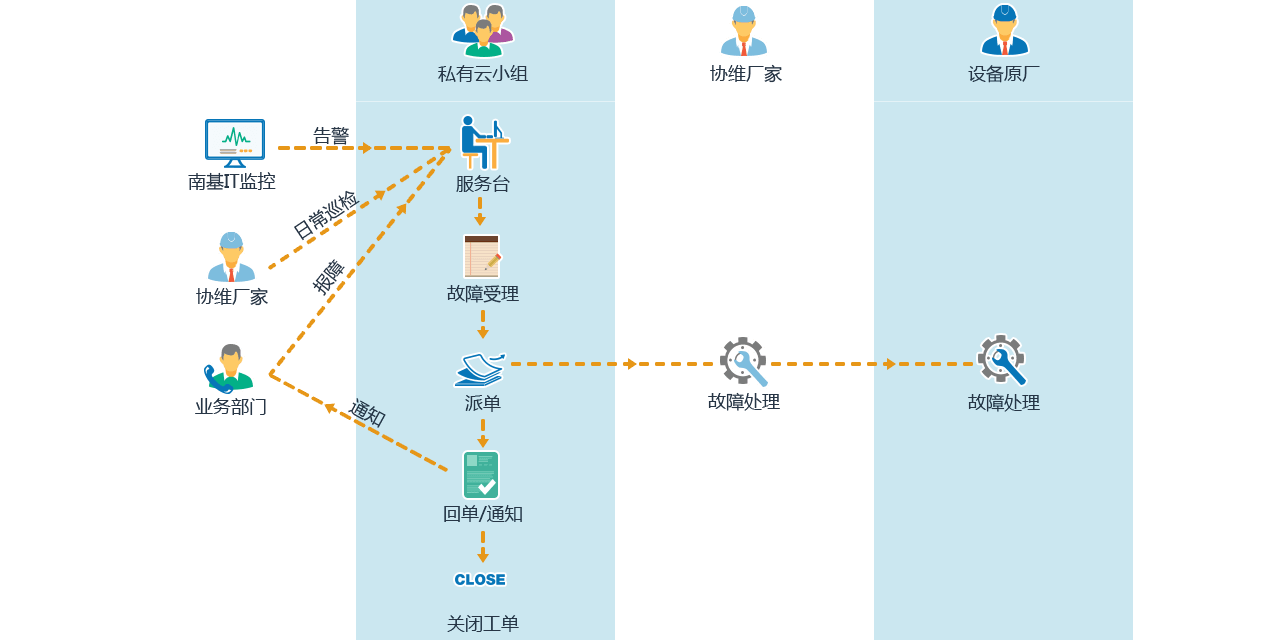 私有云小组
协维厂家
设备原厂
告警
南基IT监控
服务台
日常巡检
协维厂家
报障
故障受理
业务部门
通知
派单
故障处理
故障处理
回单/通知
CLOSE
关闭工单